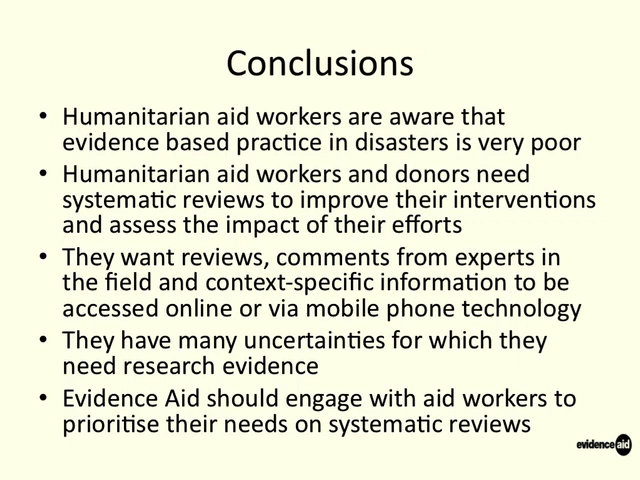 Conclusions
• Humanitarian aid workers are aware that
evidence based practice in disasters is very poor
• Humanitarian aid workers and donors need
systematic reviews to improve their interventions
and assess the impact of their efforts
• They want reviews, comments from experts in
the field and context-specific information to be
accessed online or via mobile phone technology
• They have many uncertainties for which they
need research evidence
• Evidence Aid should engage with aid workers to
prioritise their needs on systematic reviews
evidence aid